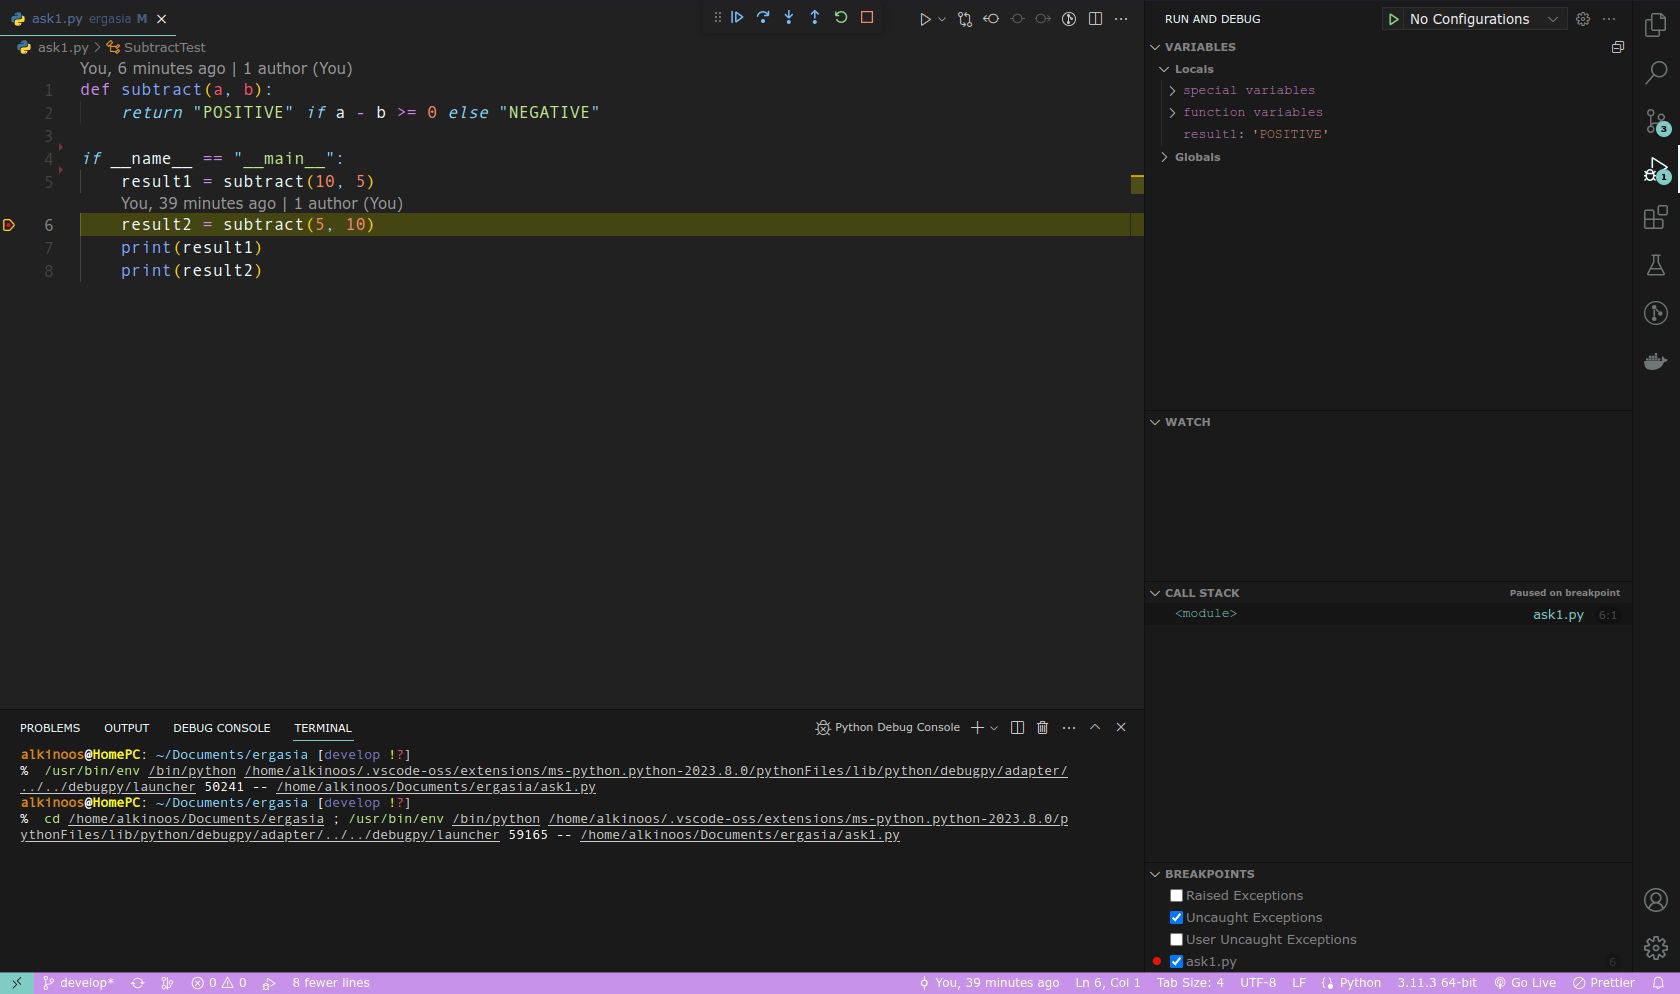 ask1.py ergasia M
ask1.py > SubtractTest
You, 6 minutes ago | 1 author (You)
1 def subtract(a, b):
2     return "POSITIVE" if a - b >= 0 else "NEGATIVE"
3
4 if __name__ == "__main__":
5     result1 = subtract(10, 5)
You, 39 minutes ago | 1 author (You)
6     result2 = subtract(5, 10)
7     print(result1)
8     print(result2)
RUN AND DEBUG No Configurations
VARIABLES
Locals
special variables
function variables
result1: 'POSITIVE'
Globals
WATCH
CALL STACK Paused on breakpoint
<module> ask1.py 6:1
BREAKPOINTS
Raised Exceptions
Uncaught Exceptions
User Uncaught Exceptions
ask1.py 6
3
1
PROBLEMS OUTPUT DEBUG CONSOLE TERMINAL Python Debug Console
alkinoos@HomePC: ~/Documents/ergasia [develop !?]
% /usr/bin/env /bin/python /home/alkinoos/.vscode-oss/extensions/ms-python.python-2023.8.0/pythonFiles/lib/python/debugpy/adapter/
../../debugpy/launcher 50241 -- /home/alkinoos/Documents/ergasia/ask1.py
alkinoos@HomePC: ~/Documents/ergasia [develop !?]
% cd /home/alkinoos/Documents/ergasia ; /usr/bin/env /bin/python /home/alkinoos/.vscode-oss/extensions/ms-python.python-2023.8.0/p
ythonFiles/lib/python/debugpy/adapter/../../debugpy/launcher 59165 -- /home/alkinoos/Documents/ergasia/ask1.py
develop* 0 0 8 fewer lines You, 39 minutes ago Ln 6, Col 1 Tab Size: 4 UTF-8 LF Python 3.11.3 64-bit Go Live Prettier